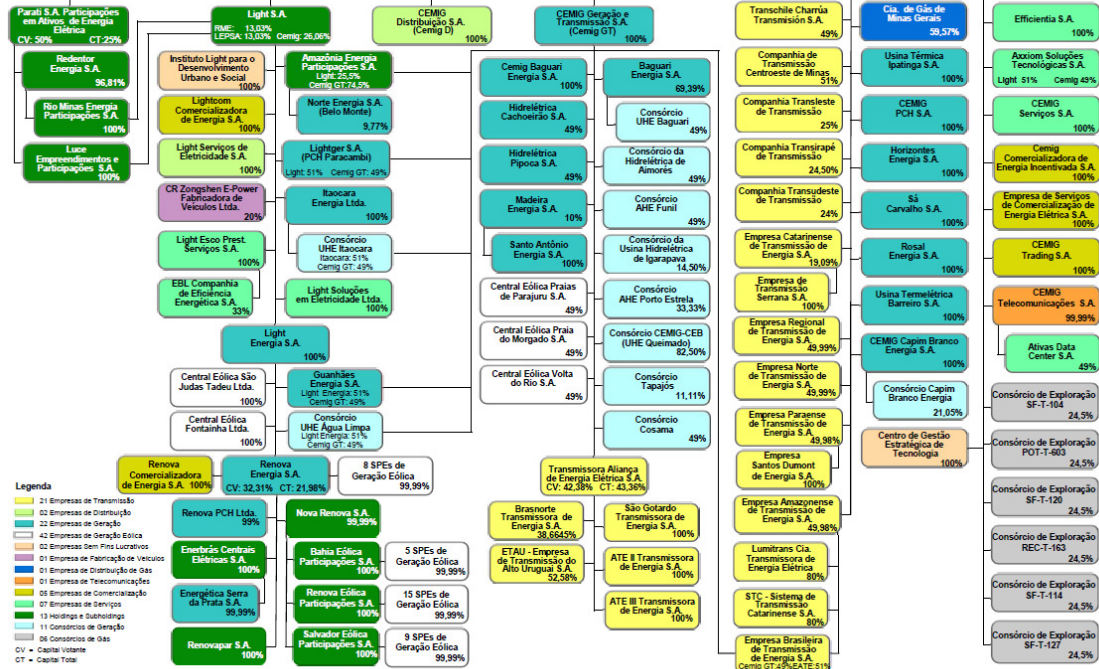 Parati S.A. Participações
em Ativos de Energia
Elétrica
CV: 50% CT:25%
Redentor
Energia S.A.
96,81%
Rio Minas Energia
Participações S.A.
100%
Luce
Empreendimentos e
Participações S.A.
100%
Light S.A.
RME: 13,03%
LEPSA: 13,03% Cemig: 26,06%
Instituto Light para o
Desenvolvimento
Urbano e Social
100%
Lightcom
Comercializadora
de Energia S.A.
100%
Light Serviços de
Eletricidade S.A.
100%
CR Zongshen E-Power
Fabricadora de
Veículos Ltda.
20%
Light Esco Prest.
Serviços S.A.
100%
EBL Companhia
de Eficiência
Energética S.A.
33%
Amazônia Energia
Participações S.A.
Light: 25,5%
Cemig GT:74,5%
Norte Energia S.A.
(Belo Monte)
9,77%
Lightger S.A.
(PCH Paracambi)
Light: 51% Cemig GT: 49%
Itaocara
Energia Ltda.
100%
Consórcio
UHE Itaocara
Itaocara: 51%
Cemig GT: 49%
Light Soluções
em Eletricidade Ltda.
100%
Light
Energia S.A.
100%
Central Eólica São
Judas Tadeu Ltda.
100%
Central Eólica
Fontainha Ltda.
100%
Guanhães
Energia S.A.
Light Energia: 51%
Cemig GT: 49%
Consórcio
UHE Água Limpa
Light Energia: 51%
Cemig GT: 49%
Renova
Comercializadora
de Energia S.A. 100%
Renova
Energia S.A.
CV: 32,31% CT: 21,98%
8 SPEs de
Geração Eólica
99,99%
Renova PCH Ltda.
99%
Enerbrás Centrais
Elétricas S.A.
100%
Energética Serra
da Prata S.A.
99,99%
Renovapar S.A.
100%
Nova Renova S.A.
99,99%
Bahia Eólica
Participações S.A.
100%
Renova Eólica
Participações S.A.
100%
Salvador Eólica
Participações S.A.
100%
5 SPEs de
Geração Eólica
99,99%
15 SPEs de
Geração Eólica
99,99%
9 SPEs de
Geração Eólica
99,99%
CEMIG
Distribuição S.A.
(Cemig D)
100%
CEMIG Geração e
Transmissão S.A.
(Cemig GT)
100%
Cemig Baguari
Energia S.A.
100%
Hidrelétrica
Cachoeirão S.A.
49%
Hidrelétrica
Pipoca S.A.
49%
Madeira
Energia S.A.
10%
Santo Antônio
Energia S.A.
100%
Central Eólica Praias
de Parajuru S.A.
49%
Central Eólica Praia
do Morgado S.A.
49%
Central Eólica Volta
do Rio S.A.
49%
Baguari
Energia S.A.
69,39%
Consórcio
UHE Baguari
49%
Consórcio da
Hidrelétrica de
Aimorés
49%
Consórcio
AHE Funil
49%
Consórcio da
Usina Hidrelétrica
de Igarapava
14,50%
Consórcio
AHE Porto Estrela
33,33%
Consórcio CEMIG-CEB
(UHE Queimado)
82,50%
Consórcio
Tapajós
11,11%
Consórcio
Cosama
49%
Transmissora Aliança
de Energia Elétrica S.A.
CV: 42,38% CT: 43,36%
Brasnorte
Transmissora de
Energia S.A.
38,6645%
ETAU - Empresa
de Transmissão do
Alto Uruguai S.A.
52,58%
São Gotardo
Transmissora de
Energia S.A.
100%
ATE II Transmissora
de Energia S.A.
100%
ATE III Transmissora
de Energia S.A.
100%
Transchile Charrúa
Transmisión S.A.
49%
Companhia de
Transmissão
Centroeste de Minas
51%
Companhia Transleste
de Transmissão
25%
Companhia Transirapé
de Transmissão
24,50%
Companhia Transudeste
de Transmissão
24%
Empresa Catarinense
de Transmissão de
Energia S.A.
19,09%
Empresa de
Transmissão
Serrana S.A.
100%
Empresa Regional
de Transmissão de
Energia S.A.
49,99%
Empresa Norte
de Transmissão de
Energia S.A.
49,99%
Empresa Paraense
de Transmissão de
Energia S.A.
49,98%
Empresa
Santos Dumont de
Energia S.A.
100%
Empresa Amazonense
de Transmissão de
Energia S.A.
49,98%
Lumitrans Cia.
Transmissora de
Energia Elétrica
80%
STC - Sistema de
Transmissão
Catarinense S.A.
80%
Empresa Brasileira
de Transmissão de
Energia S.A.
Cemig GT:49%EATE:51%
Cia. de Gás de
Minas Gerais
59,57%
Usina Térmica
Ipatinga S.A.
100%
CEMIG
PCH S.A.
100%
Horizontes
Energia S.A.
100%
Sá
Carvalho S.A.
100%
Rosal
Energia S.A.
100%
Usina Termelétrica
Barreiro S.A.
100%
CEMIG Capim Branco
Energia S.A.
100%
Consórcio Capim
Branco Energia
21,05%
Centro de Gestão
Estratégica de
Tecnologia
100%
Efficientia S.A.
100%
Axxiom Soluções
Tecnológicas S.A.
Light 51% Cemig 49%
CEMIG
Serviços S.A.
100%
Cemig
Comercializadora de
Energia Incentivada S.A.
100%
Empresa de Serviços
de Comercialização de
Energia Elétrica S.A.
100%
CEMIG
Trading S.A.
100%
CEMIG
Telecomunicações S.A.
99,99%
Ativas Data
Center S.A.
49%
Consórcio de Exploração
SF-T-104
24,5%
Consórcio de Exploração
POT-T-603
24,5%
Consórcio de Exploração
SF-T-120
24,5%
Consórcio de Exploração
REC-T-163
24,5%
Consórcio de Exploração
SF-T-114
24,5%
Consórcio de Exploração
SF-T-127
24,5%
Legenda
21 Empresas de Transmissão
02 Empresas de Distribuição
22 Empresas de Geração
42 Empresas de Geração Eólica
02 Empresas Sem Fins Lucrativos
01 Empresa de Fabricação de Veículos
01 Empresa de Distribuição de Gás
01 Empresa de Telecomunicações
05 Empresas de Comercialização
07 Empresas de Serviços
13 Holdings e Subholdings
11 Consórcios de Geração
06 Consórcios de Gás
CV = Capital Votante
CT = Capital Total